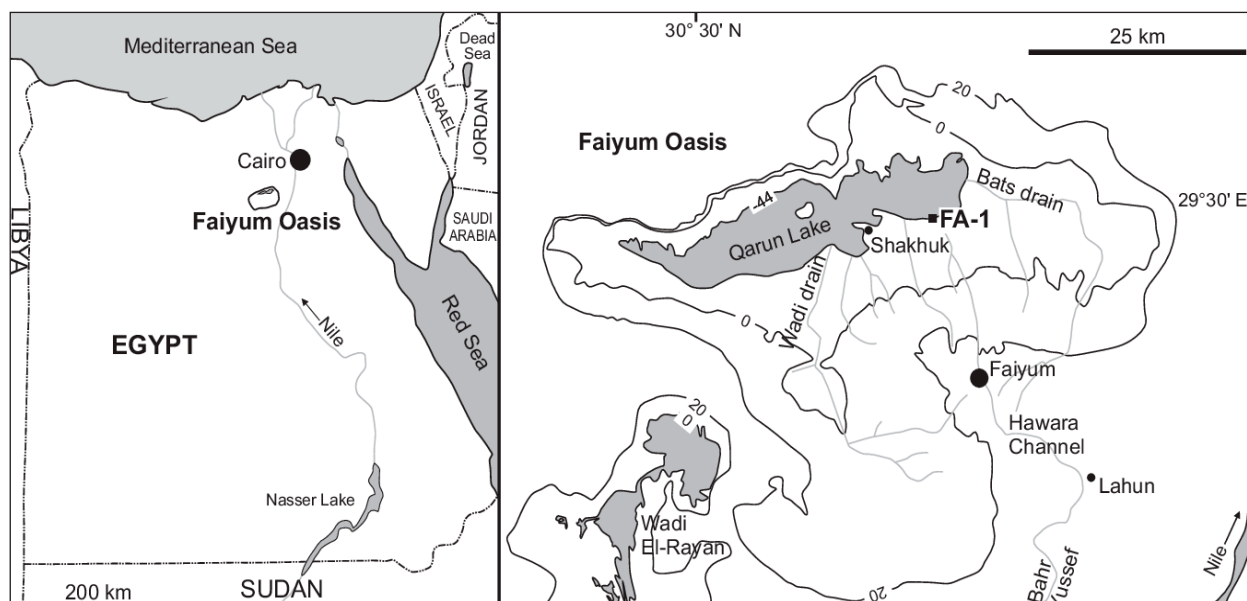 Mediterranean Sea
Dead
Sea
ISRAEL
JORDAN
Cairo
Faiyum Oasis
SAUDI
ARABIA
LIBYA
Nile
Red Sea
EGYPT
Nasser Lake
200 km
SUDAN
30° 30' N
25 km
20
0
Faiyum Oasis
-44
Bats drain
29°30' E
FA-1
Qarun Lake
Shakhuk
Wadi drain
0
Faiyum
20
0
Hawara
Channel
Lahun
Wadi
El-Rayan
20
Bahr
Yussef
Nile